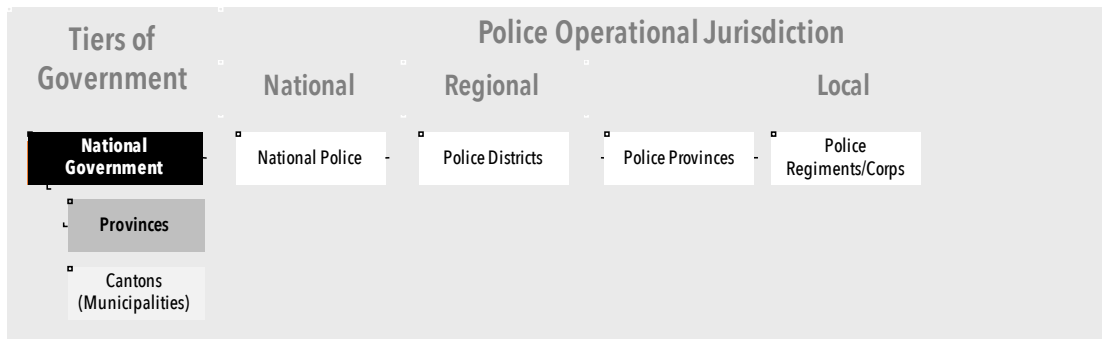 Tiers of
Government
Police Operational Jurisdiction
National
Regional
Local
National
Government
National Police
Police Districts
Police Provinces
Police
Regiments/Corps
Provinces
Cantons
(Municipalities)